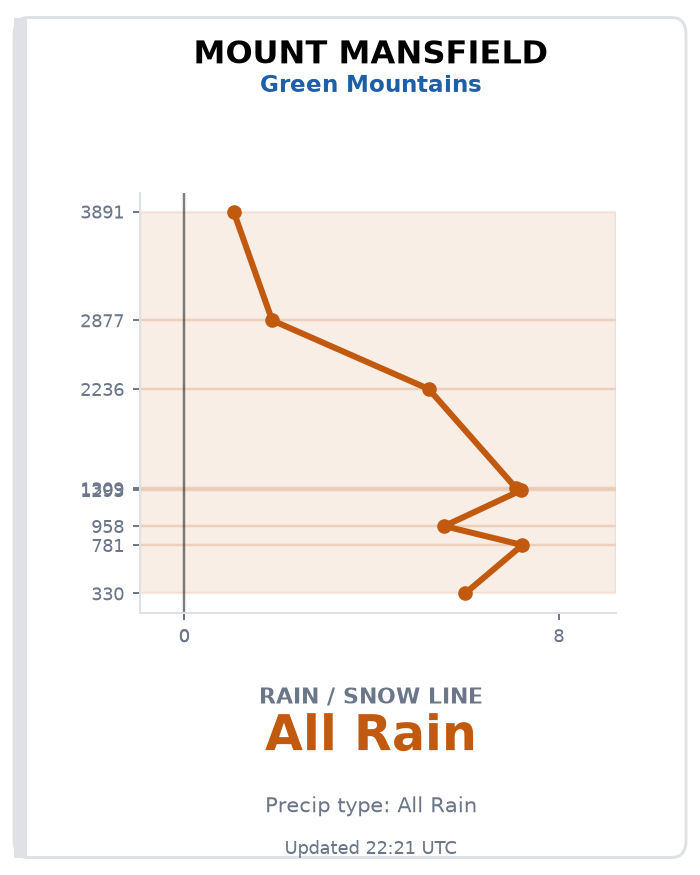 MOUNT MANSFIELD
Green Mountains
3891
2877
2236
958
781
330
0
8
RAIN / SNOW LINE
All Rain
Precip type: All Rain
Updated 22:21 UTC